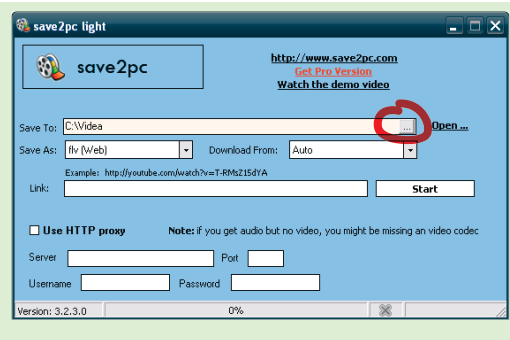 save2pc light
save2pc
http://www.save2pc.com
Get Pro Version
Watch the demo video
Save To: C:\Videa ... Open ...
Save As: flv (Web) Download From: Auto
Example: http://youtube.com/watch?v=T-RMsZ15dYA
Link: Start
Use HTTP proxy Note: if you get audio but no video, you might be missing an video codec
Server Port
Username Password
Version: 3.2.3.0 0%